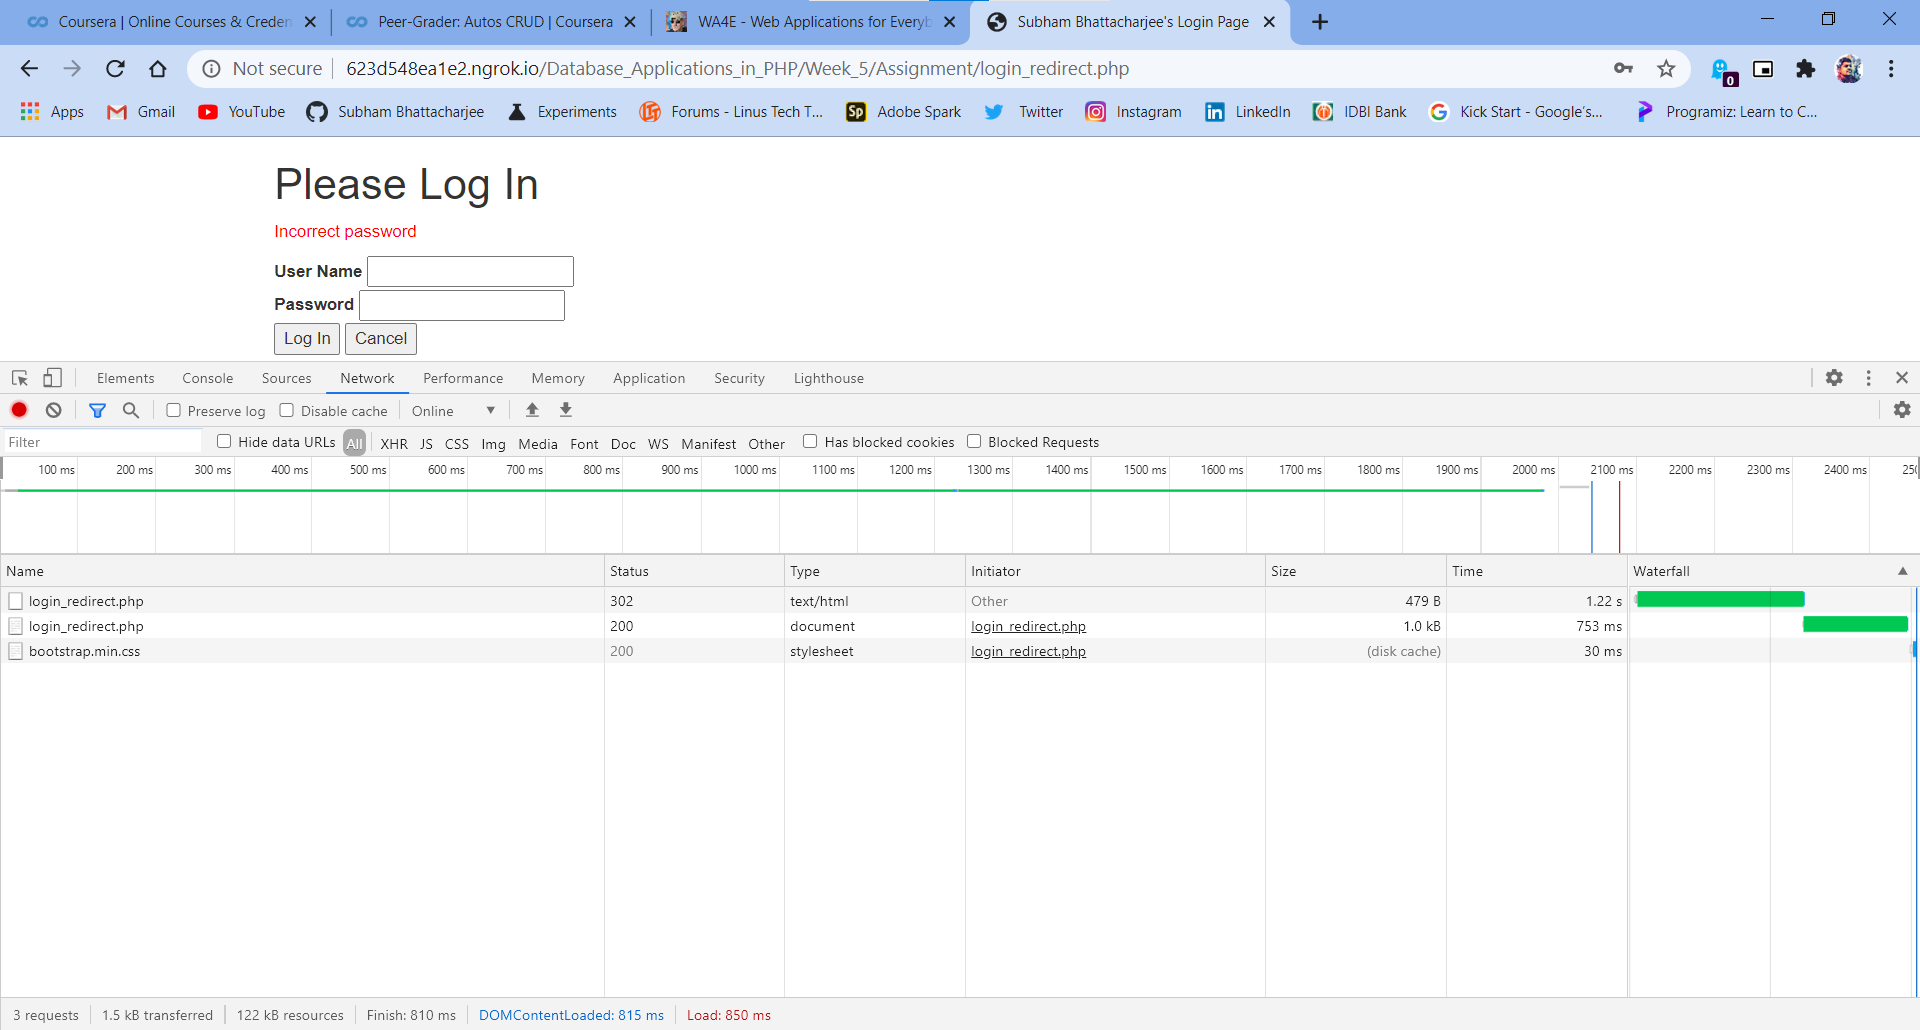 Coursera | Online Courses & Creden
Peer-Grader: Autos CRUD | Coursera
WA4E - Web Applications for Everyb
Subham Bhattacharjee's Login Page
Not secure | 623d548ea1e2.ngrok.io/Database_Applications_in_PHP/Week_5/Assignment/login_redirect.php
0
Apps Gmail YouTube Subham Bhattacharjee Experiments Forums - Linus Tech T... Sp Adobe Spark Twitter Instagram LinkedIn IDBI Bank Kick Start - Google's... Programiz: Learn to C...
Please Log In
Incorrect password
User Name
Password
Log In Cancel
Elements Console Sources Network Performance Memory Application Security Lighthouse
Preserve log Disable cache Online
Filter Hide data URLs All XHR JS CSS Img Media Font Doc WS Manifest Other Has blocked cookies Blocked Requests
100 ms 200 ms 300 ms 400 ms 500 ms 600 ms 700 ms 800 ms 900 ms 1000 ms 1100 ms 1200 ms 1300 ms 1400 ms 1500 ms 1600 ms 1700 ms 1800 ms 1900 ms 2000 ms 2100 ms 2200 ms 2300 ms 2400 ms
Name Status Type Initiator Size Time Waterfall
login_redirect.php 302 text/html Other 479 B 1.22 s
login_redirect.php 200 document login_redirect.php 1.0 kB 753 ms
bootstrap.min.css 200 stylesheet login_redirect.php (disk cache) 30 ms
3 requests 1.5 kB transferred 122 kB resources Finish: 810 ms DOMContentLoaded: 815 ms Load: 850 ms